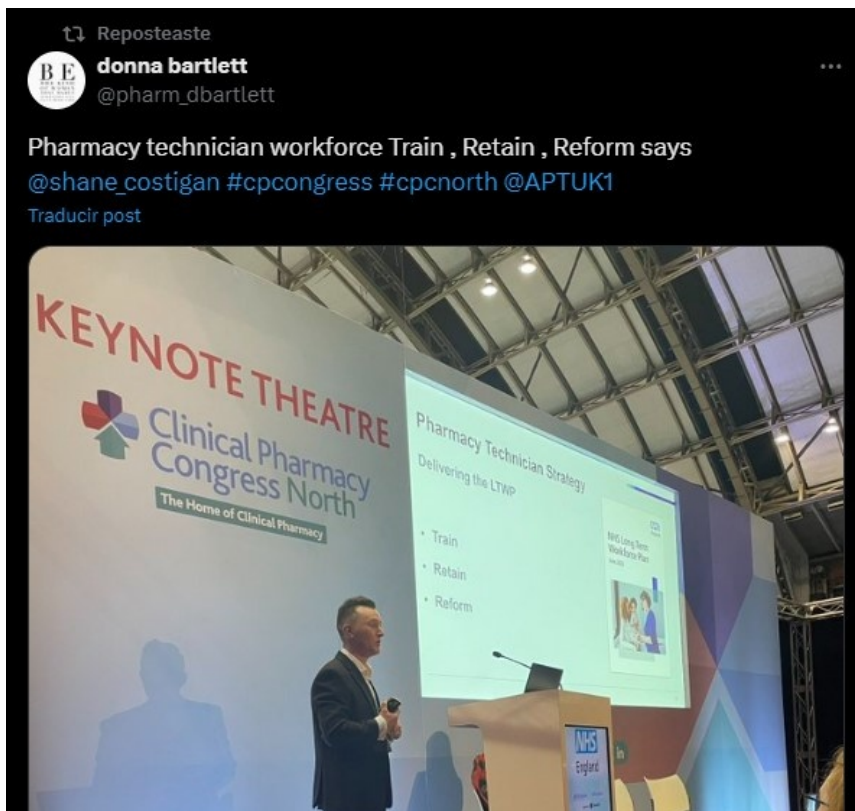 Reposteaste
donna bartlett
@pharm_dbartlett
Pharmacy technician workforce Train , Retain , Reform says
@shane_costigan #cpcongress #cpcnorth @APTUK1
Traducir post
KEYNOTE THEATRE
Clinical Pharmacy
Congress North
The Home of Clinical Pharmacy
Pharmacy Technician Strategy
Delivering the LTWP
• Train
• Retain
• Reform
NHS Long Term
Workforce Plan
NHS
England
in